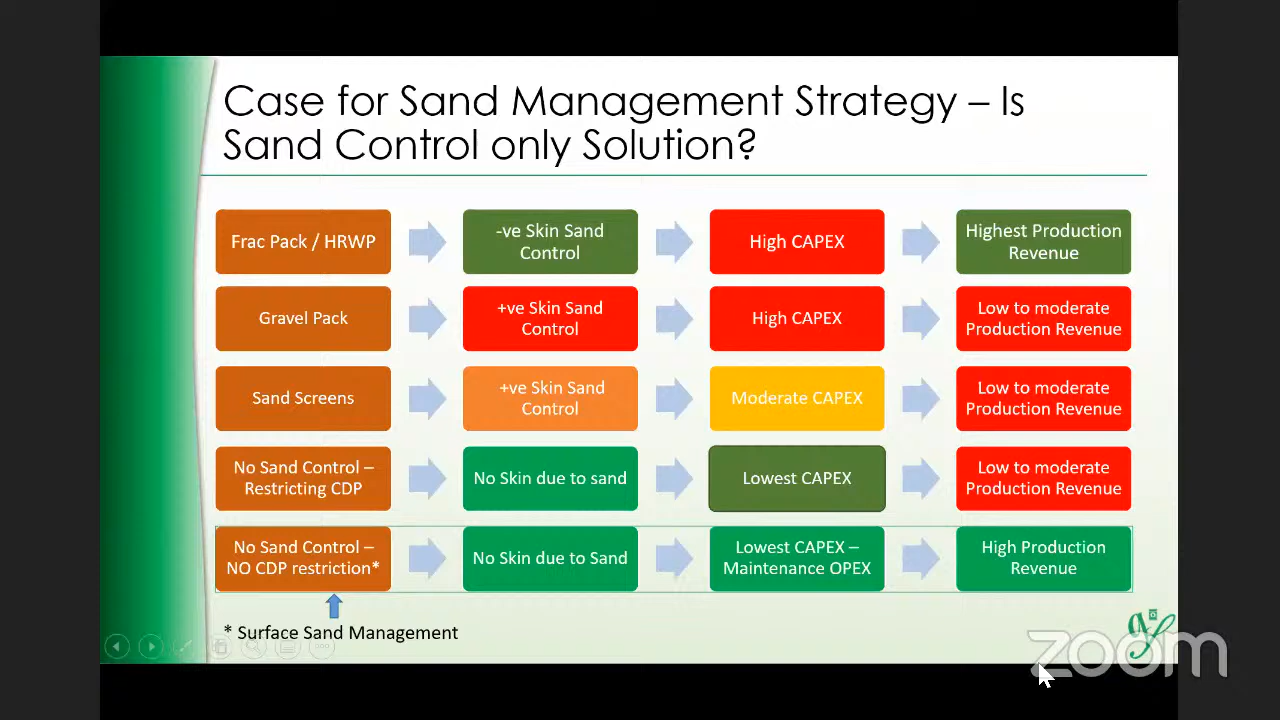 Case for Sand Management Strategy – Is
Sand Control only Solution?
Frac Pack / HRWP
-ve Skin Sand
Control
High CAPEX
Highest Production
Revenue
Gravel Pack
+ve Skin Sand
Control
High CAPEX
Low to moderate
Production Revenue
Sand Screens
+ve Skin Sand
Control
Moderate CAPEX
Low to moderate
Production Revenue
No Sand Control –
Restricting CDP
No Skin due to sand
Lowest CAPEX
Low to moderate
Production Revenue
No Sand Control –
NO CDP restriction*
No Skin due to Sand
Lowest CAPEX –
Maintenance OPEX
High Production
Revenue
* Surface Sand Management
zoom